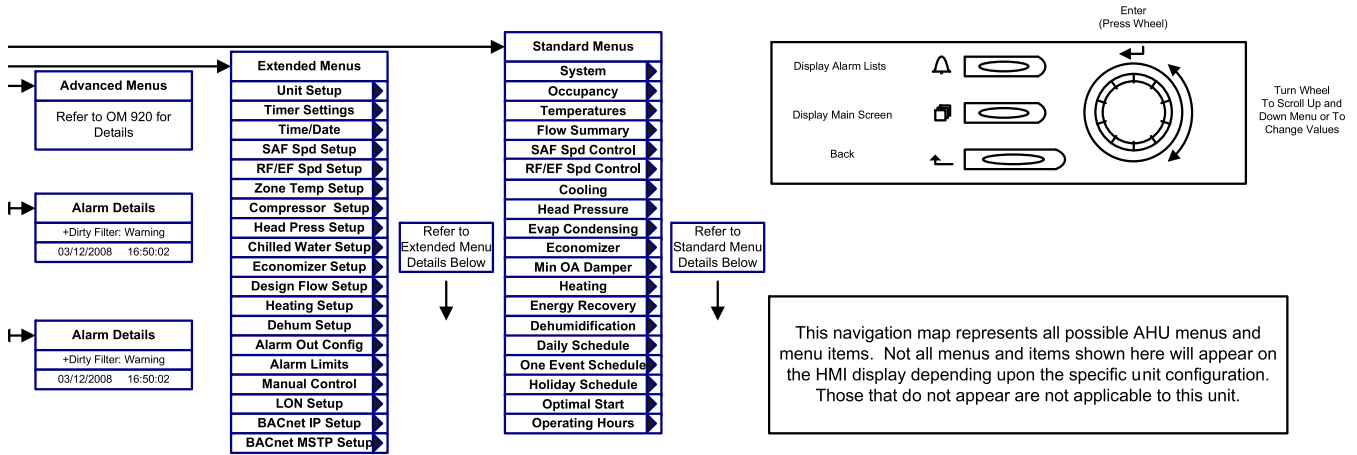 Advanced Menus
Refer to OM 920 for
Details
Alarm Details
+Dirty Filter: Warning
03/12/2008 16:50:02
Alarm Details
+Dirty Filter: Warning
03/12/2008 16:50:02
Extended Menus
Unit Setup
Timer Settings
Time/Date
SAF Spd Setup
RF/EF Spd Setup
Zone Temp Setup
Compressor Setup
Head Press Setup
Chilled Water Setup
Economizer Setup
Design Flow Setup
Heating Setup
Dehum Setup
Alarm Out Config
Alarm Limits
Manual Control
LON Setup
BACnet IP Setup
BACnet MSTP Setup
Refer to
Extended Menu
Details Below
Standard Menus
System
Occupancy
Temperatures
Flow Summary
SAF Spd Control
RF/EF Spd Control
Cooling
Head Pressure
Evap Condensing
Economizer
Min OA Damper
Heating
Energy Recovery
Dehumidification
Daily Schedule
One Event Schedule
Holiday Schedule
Optimal Start
Operating Hours
Refer to
Standard Menu
Details Below
Enter
(Press Wheel)
Display Alarm Lists
Display Main Screen
Back
Turn Wheel
To Scroll Up and
Down Menu or To
Change Values
This navigation map represents all possible AHU menus and
menu items. Not all menus and items shown here will appear on
the HMI display depending upon the specific unit configuration.
Those that do not appear are not applicable to this unit.